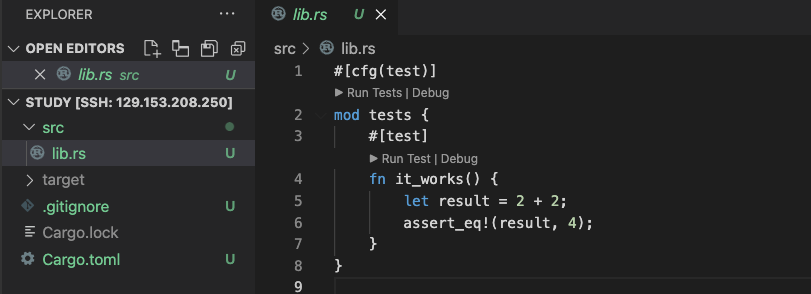 EXPLORER ...
OPEN EDITORS
lib.rs src U
STUDY [SSH: 129.153.208.250]
src
lib.rs U
target
.gitignore U
Cargo.lock
Cargo.toml U
lib.rs U
src > lib.rs
1 #[cfg(test)]
Run Tests | Debug
2 mod tests {
3 #[test]
Run Test | Debug
4 fn it_works() {
5 let result = 2 + 2;
6 assert_eq!(result, 4);
7 }
8 }
9